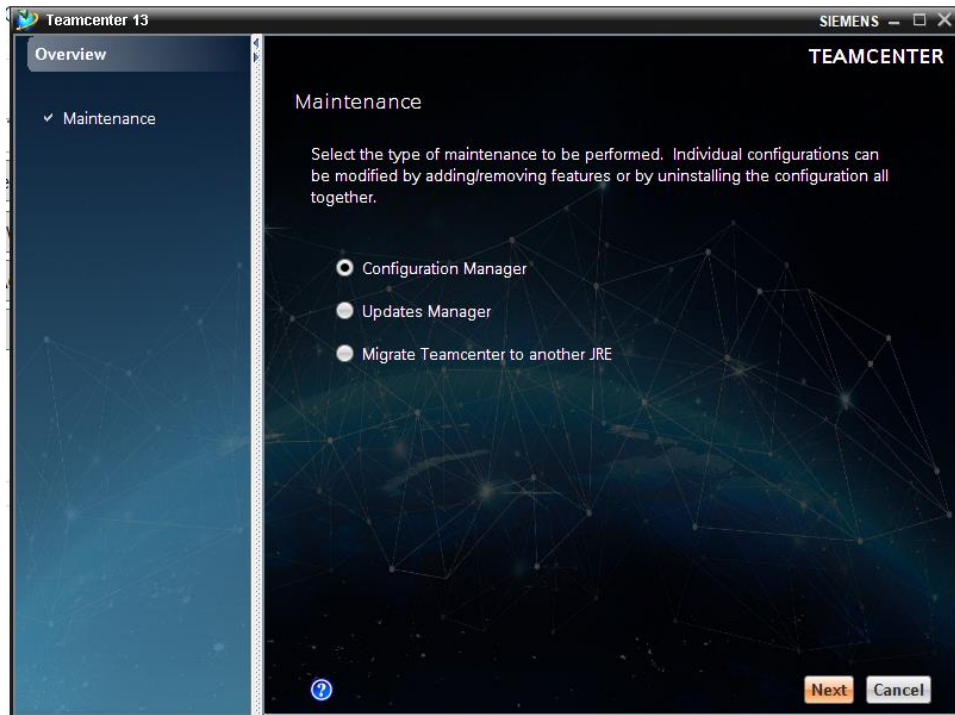 Teamcenter 13
SIEMENS
Overview
TEAMCENTER
Maintenance
Maintenance
Select the type of maintenance to be performed. Individual configurations can
be modified by adding/removing features or by uninstalling the configuration all
together.
Configuration Manager
Updates Manager
Migrate Teamcenter to another JRE
?
Next
Cancel